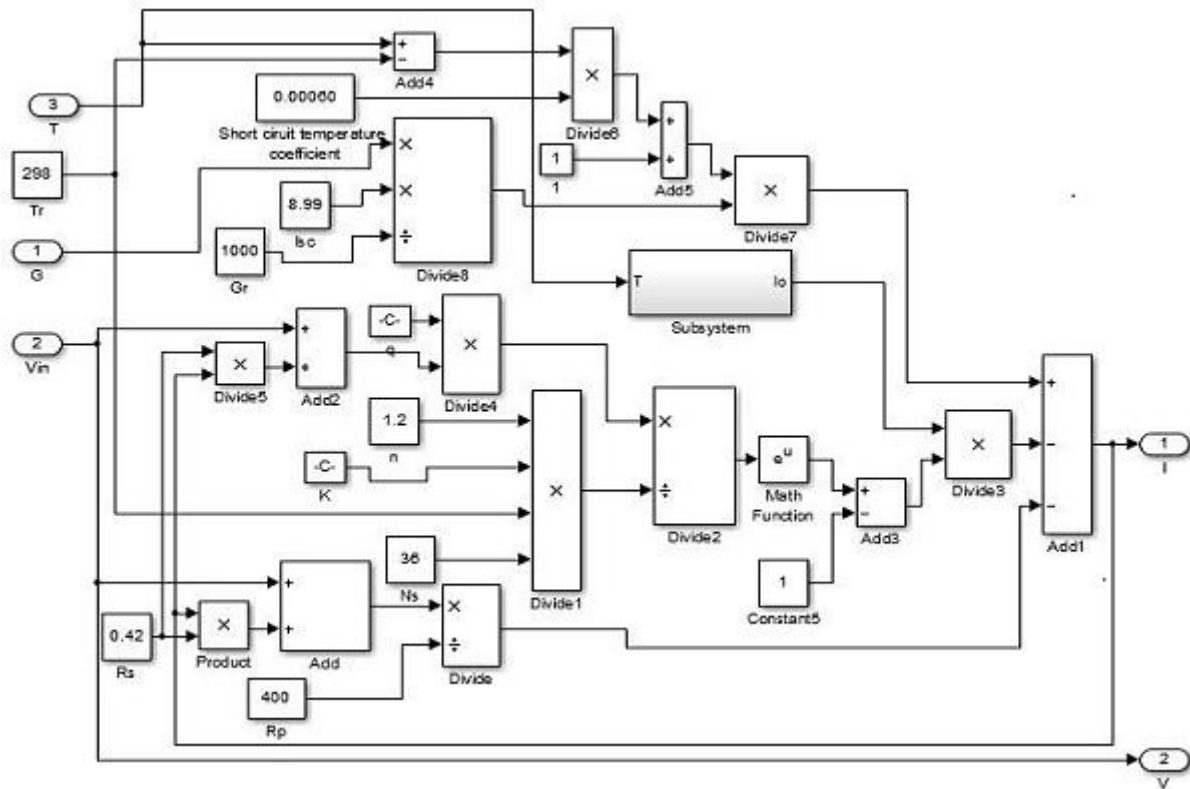 +
−
Add4
×
Divide6
3
T
0.00060
Short ciruit temperature
coefficient
298
Tr
×
×
÷
Divide8
8.99
Isc
1
1
+
+
Add5
×
Divide7
1
G
1000
Gr
T
Io
Subsystem
2
Vin
×
Divide5
+
Add2
-C-
q
×
Divide4
1.2
n
-C-
K
×
Divide1
×
÷
Divide2
e^u
Math
Function
+
−
Add3
×
Divide3
+
−
−
Add1
1
I
36
Ns
1
Constant5
0.42
Rs
×
Product
+
+
Add
×
÷
Divide
400
Rp
2
V